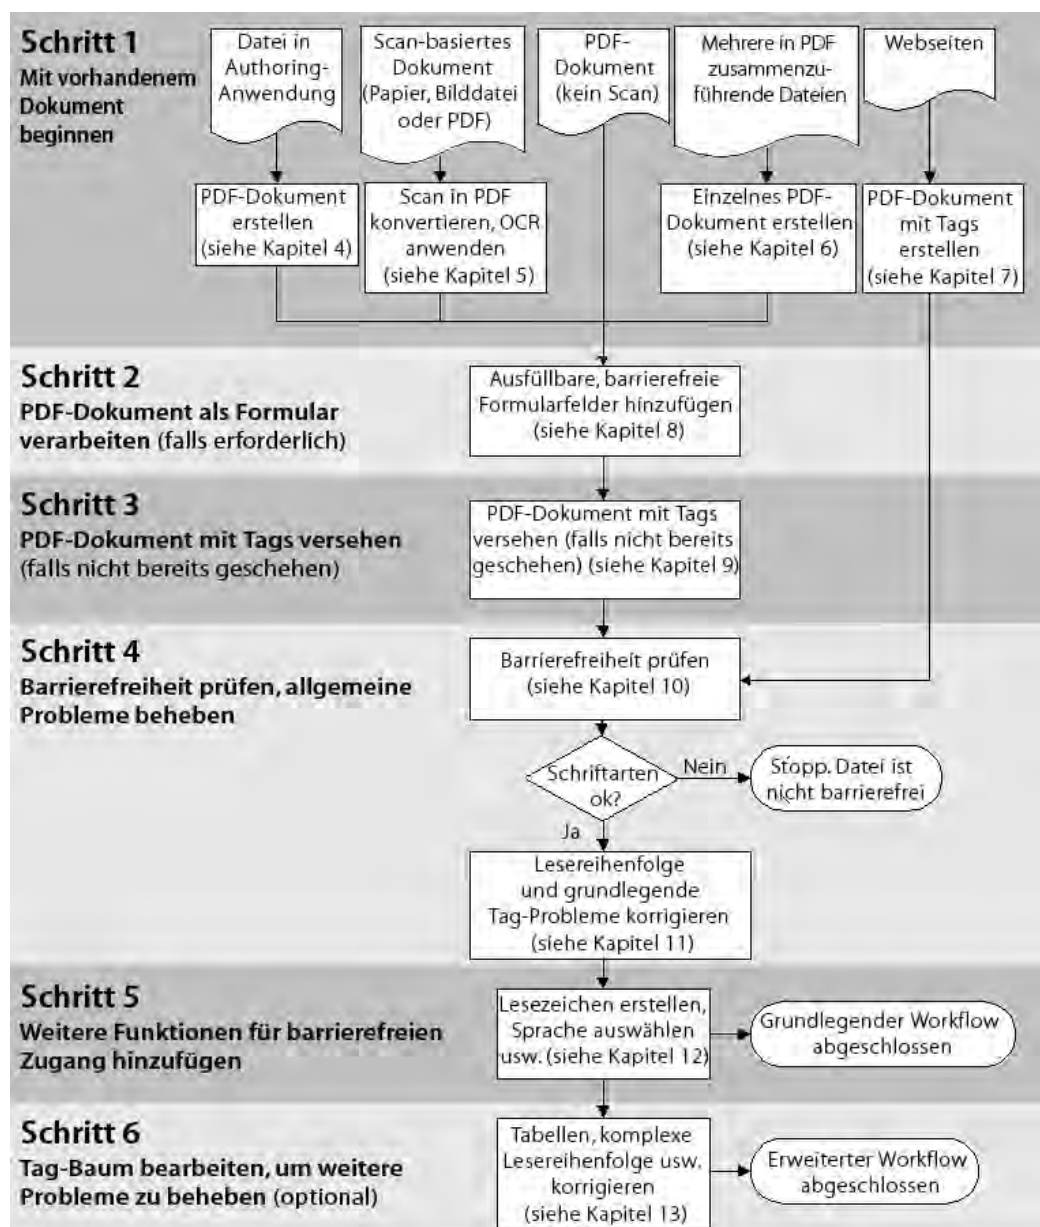 Schritt 1
Mit vorhandenem
Dokument
beginnen
Datei in
Authoring-
Anwendung
Scan-basiertes
Dokument
(Papier, Bilddatei
oder PDF)
PDF-
Dokument
(kein Scan)
Mehrere in PDF
zusammenzu-
führende Dateien
Webseiten
PDF-Dokument
erstellen
(siehe Kapitel 4)
Scan in PDF
konvertieren, OCR
anwenden
(siehe Kapitel 5)
Einzelnes PDF-
Dokument erstellen
(siehe Kapitel 6)
PDF-Dokument
mit Tags
erstellen
(siehe Kapitel 7)
Schritt 2
PDF-Dokument als Formular
verarbeiten (falls erforderlich)
Ausfüllbare, barrierefreie
Formularfelder hinzufügen
(siehe Kapitel 8)
Schritt 3
PDF-Dokument mit Tags versehen
(falls nicht bereits geschehen)
PDF-Dokument mit Tags
versehen (falls nicht bereits
geschehen) (siehe Kapitel 9)
Schritt 4
Barrierefreiheit prüfen, allgemeine
Probleme beheben
Barrierefreiheit prüfen
(siehe Kapitel 10)
Schriftarten
ok?
Nein
Stopp. Datei ist
nicht barrierefrei
Ja
Lesereihenfolge
und grundlegende
Tag-Probleme korrigieren
(siehe Kapitel 11)
Schritt 5
Weitere Funktionen für barrierefreien
Zugang hinzufügen
Lesezeichen erstellen,
Sprache auswählen
usw. (siehe Kapitel 12)
Grundlegender Workflow
abgeschlossen
Schritt 6
Tag-Baum bearbeiten, um weitere
Probleme zu beheben (optional)
Tabellen, komplexe
Lesereihenfolge usw.
korrigieren
(siehe Kapitel 13)
Erweiterter Workflow
abgeschlossen